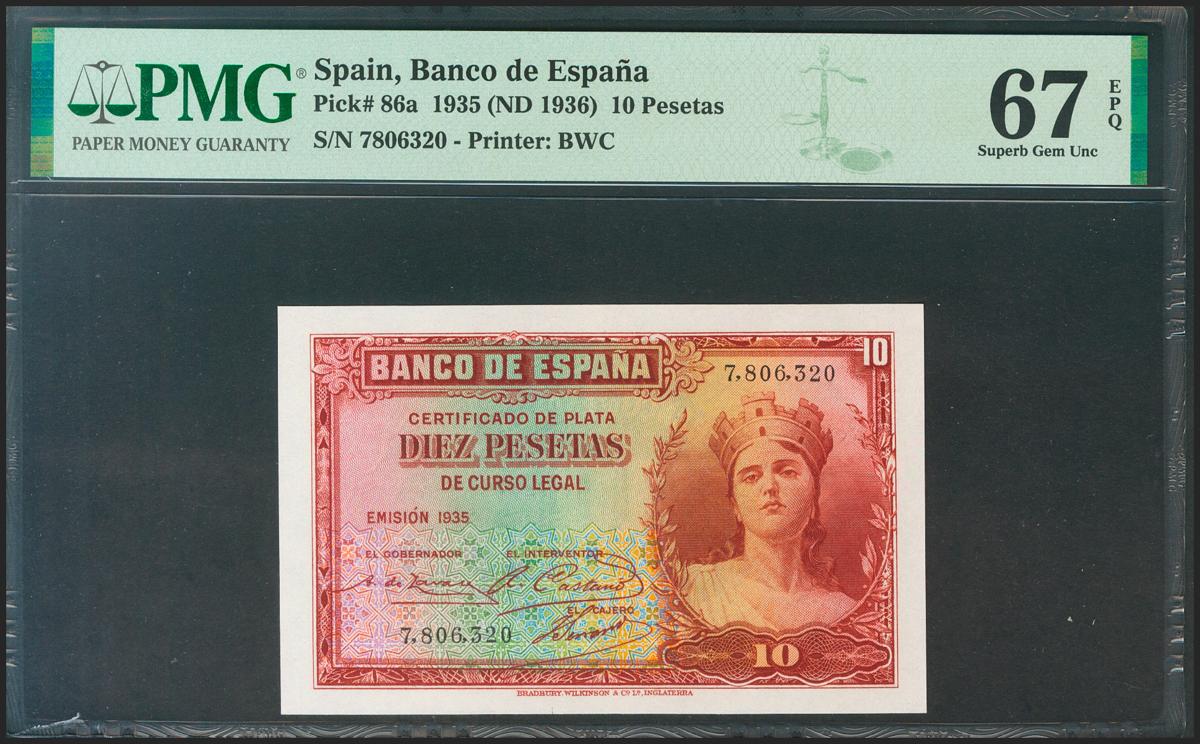 PMG®
PAPER MONEY GUARANTY
Spain, Banco de España
Pick# 86a 1935 (ND 1936) 10 Pesetas
S/N 7806320 - Printer: BWC
67
EPQ
Superb Gem Unc
BANCO DE ESPAÑA
10
7,806,320
CERTIFICADO DE PLATA
DIEZ PESETAS
DE CURSO LEGAL
EMISIÓN 1935
EL GOBERNADOR EL INTERVENTOR
EL CAJERO
7,806,320
10
BRADBURY, WILKINSON & Cº Lᴰ, INGLATERRA